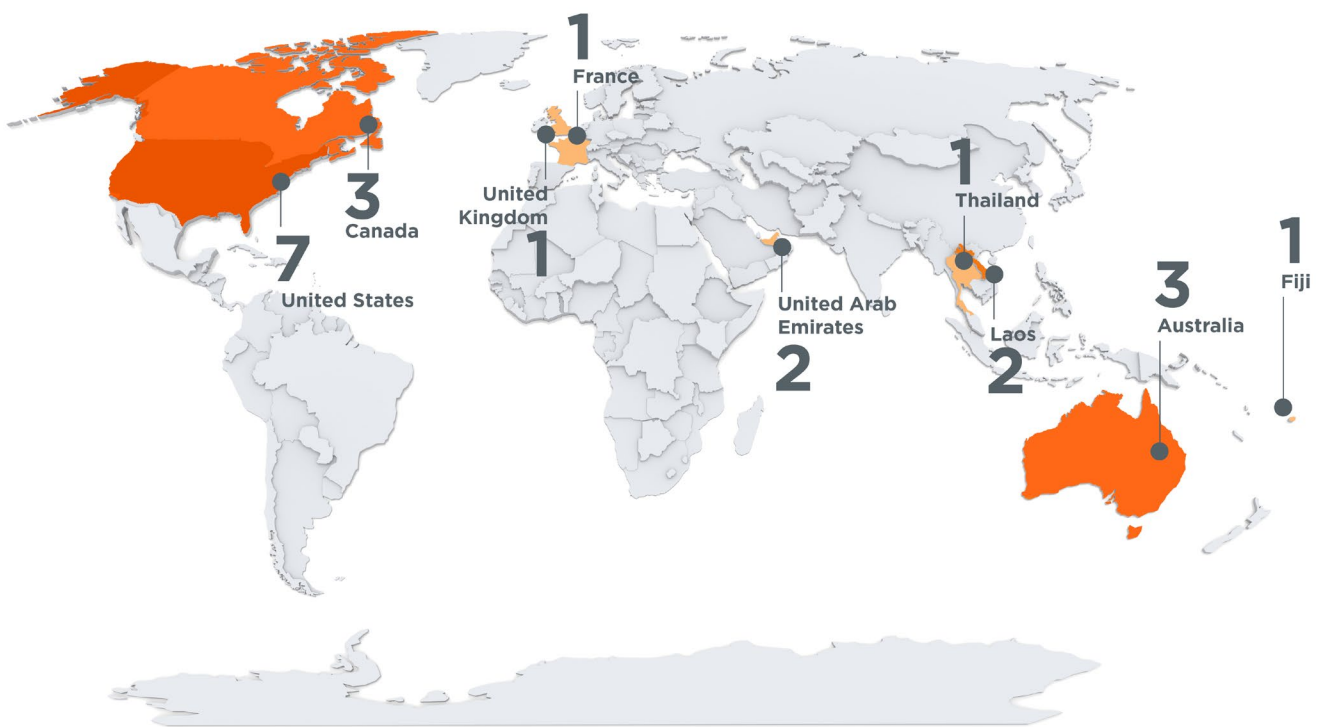 1
France
3
Canada
7
United States
United
Kingdom
1
1
Thailand
United Arab
Emirates
2
Laos
2
3
Australia
1
Fiji